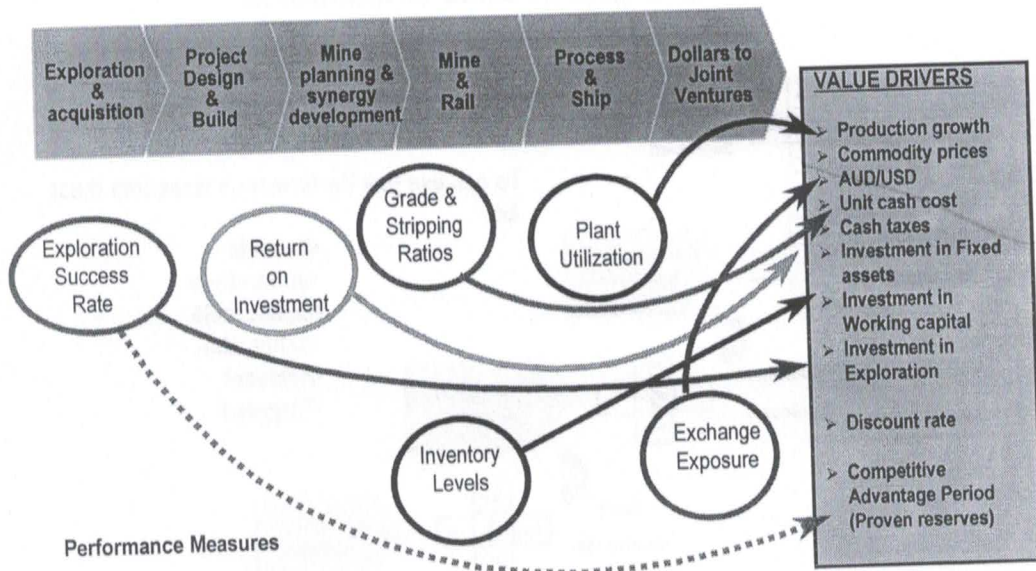 Exploration
&
acquisition
Project
Design
&
Build
Mine
planning &
synergy
development
Mine
&
Rail
Process
&
Ship
Dollars to
Joint
Ventures
VALUE DRIVERS
➢ Production growth
➢ Commodity prices
➢ AUD/USD
➢ Unit cash cost
➢ Cash taxes
➢ Investment in Fixed
assets
➢ Investment in
Working capital
➢ Investment in
Exploration
➢ Discount rate
➢ Competitive
Advantage Period
(Proven reserves)
Exploration
Success
Rate
Return
on
Investment
Grade &
Stripping
Ratios
Plant
Utilization
Inventory
Levels
Exchange
Exposure
Performance Measures